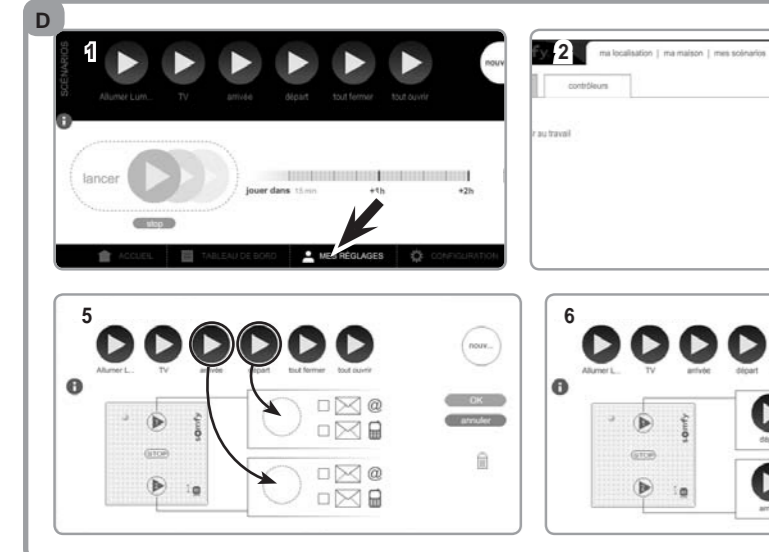 D
1
SCÉNARIOS
nouv
Allumer Lum... TV arrivée départ tout fermer tout ouvrir
lancer
jouer dans 15 min +1h +2h
stop
ACCUEIL TABLEAU DE BORD MES RÉGLAGES CONFIGURATION
2
fy
ma localisation | ma maison | mes scénarios
contrôleurs
r au travail
5
nouv...
Allumer L... TV arrivée départ tout fermer tout ouvrir
@
somfy
STOP
OK
annuler
@
6
Allumer L... TV arrivée départ
somfy
STOP
dé
arr